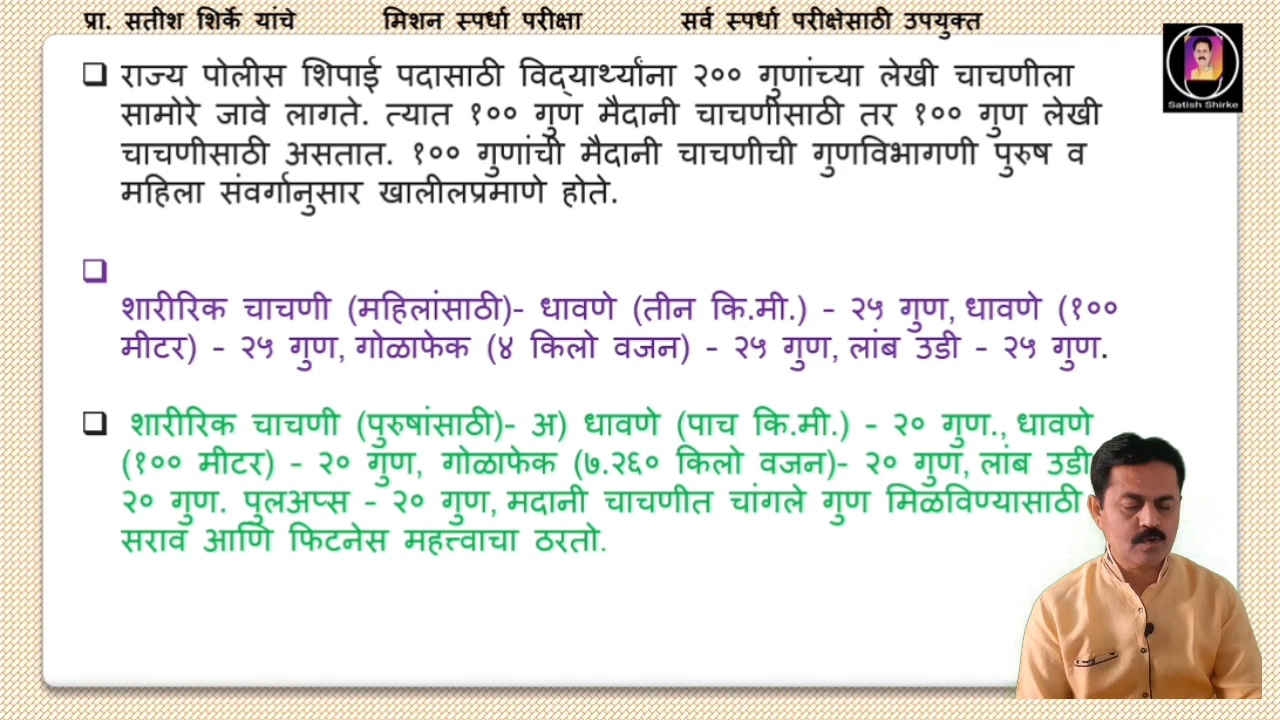 प्रा. सतीश शिर्के यांचे मिशन स्पर्धा परीक्षा सर्व स्पर्धा परीक्षेसाठी उपयुक्त
Satish Shirke
राज्य पोलीस शिपाई पदासाठी विद्यार्थ्यांना २०० गुणांच्या लेखी चाचणीला
सामोरे जावे लागते. त्यात १०० गुण मैदानी चाचणीसाठी तर १०० गुण लेखी
चाचणीसाठी असतात. १०० गुणांची मैदानी चाचणीची गुणविभागणी पुरुष व
महिला संवर्गानुसार खालीलप्रमाणे होते.
शारीरिक चाचणी (महिलांसाठी)- धावणे (तीन कि.मी.) - २५ गुण, धावणे (१००
मीटर) - २५ गुण, गोळाफेक (४ किलो वजन) - २५ गुण, लांब उडी - २५ गुण.
शारीरिक चाचणी (पुरुषांसाठी)- अ) धावणे (पाच कि.मी.) - २० गुण., धावणे
(१०० मीटर) - २० गुण, गोळाफेक (७.२६० किलो वजन)- २० गुण, लांब उडी
२० गुण. पुलअप्स - २० गुण, मदानी चाचणीत चांगले गुण मिळविण्यासाठी
सराव आणि फिटनेस महत्त्वाचा ठरतो.